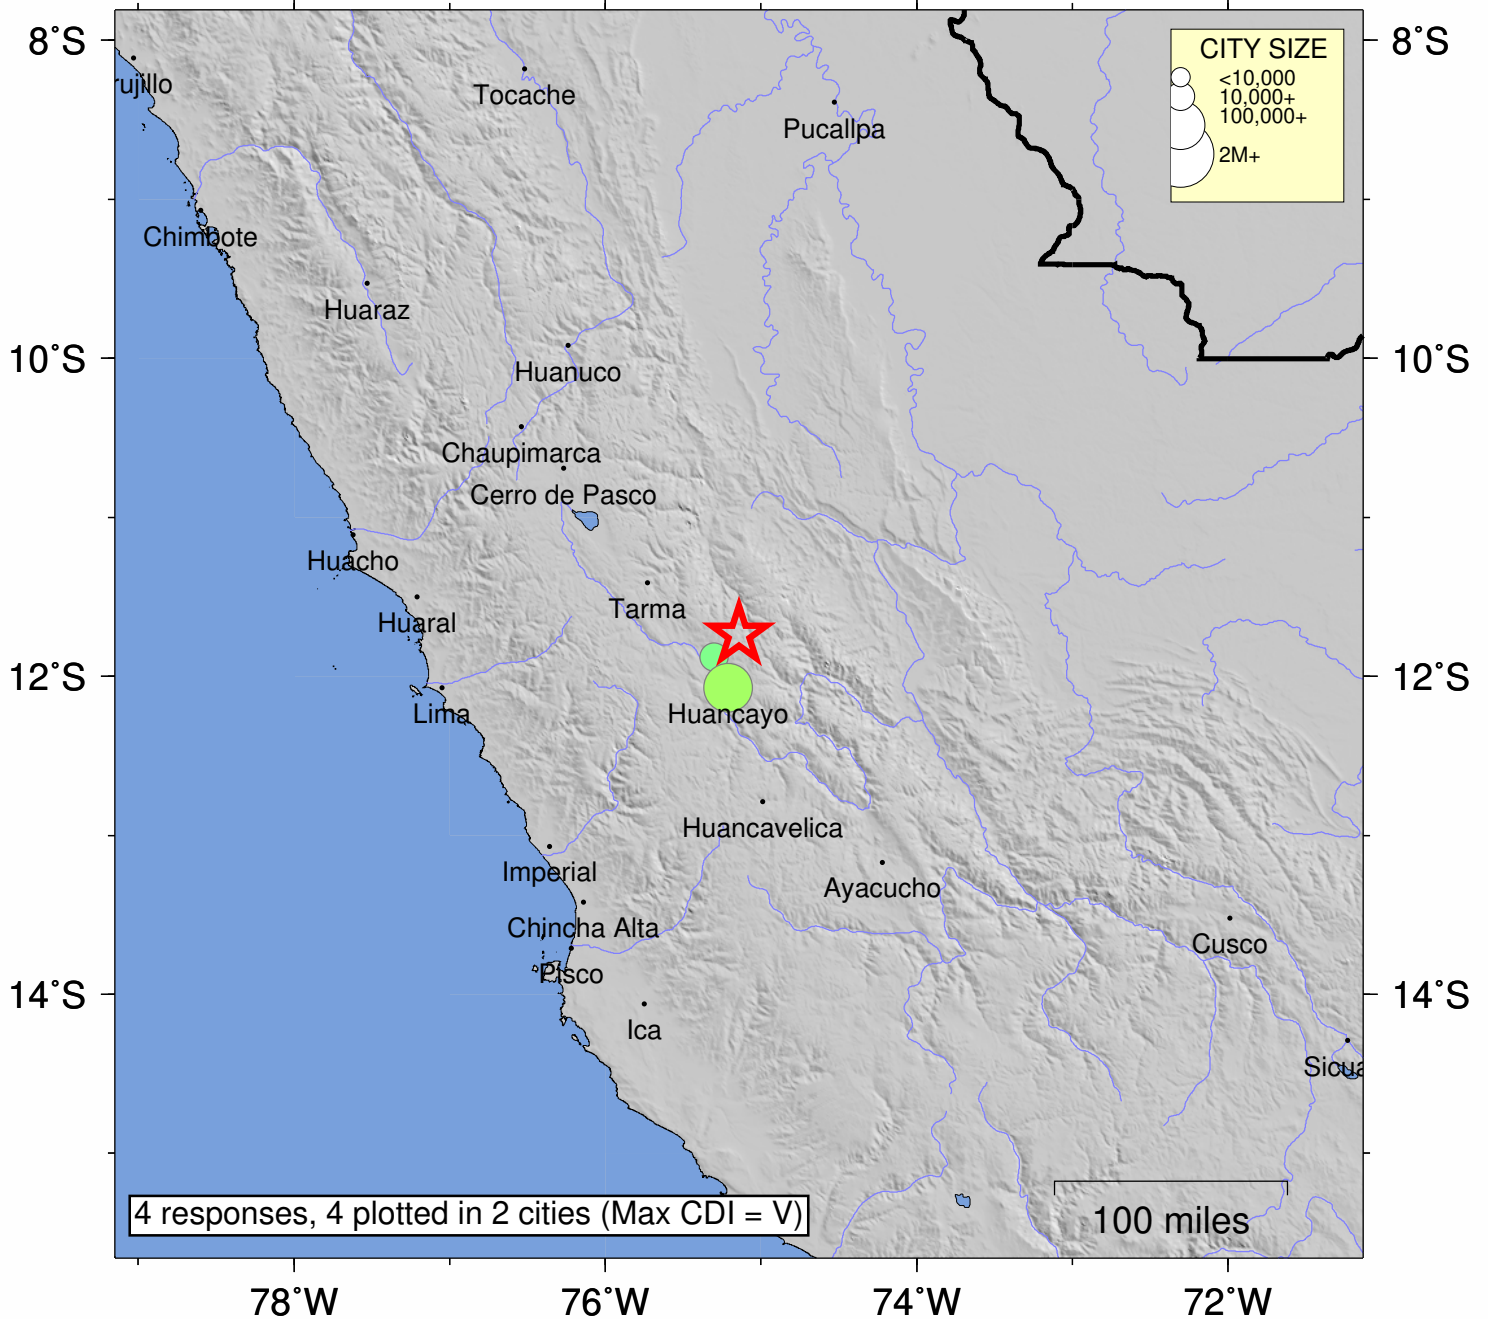 8°S
8°S
CITY SIZE
<10,000
10,000+
100,000+
2M+
rujillo
Tocache
Pucallpa
Chimbote
Huaraz
10°S
10°S
Huanuco
Chaupimarca
Cerro de Pasco
Huacho
Tarma
Huaral
12°S
12°S
Lima
Huancayo
Huancavelica
Imperial
Ayacucho
Chincha Alta
Cusco
Pisco
14°S
14°S
Ica
Sicua
4 responses, 4 plotted in 2 cities (Max CDI = V)
100 miles
78°W
76°W
74°W
72°W